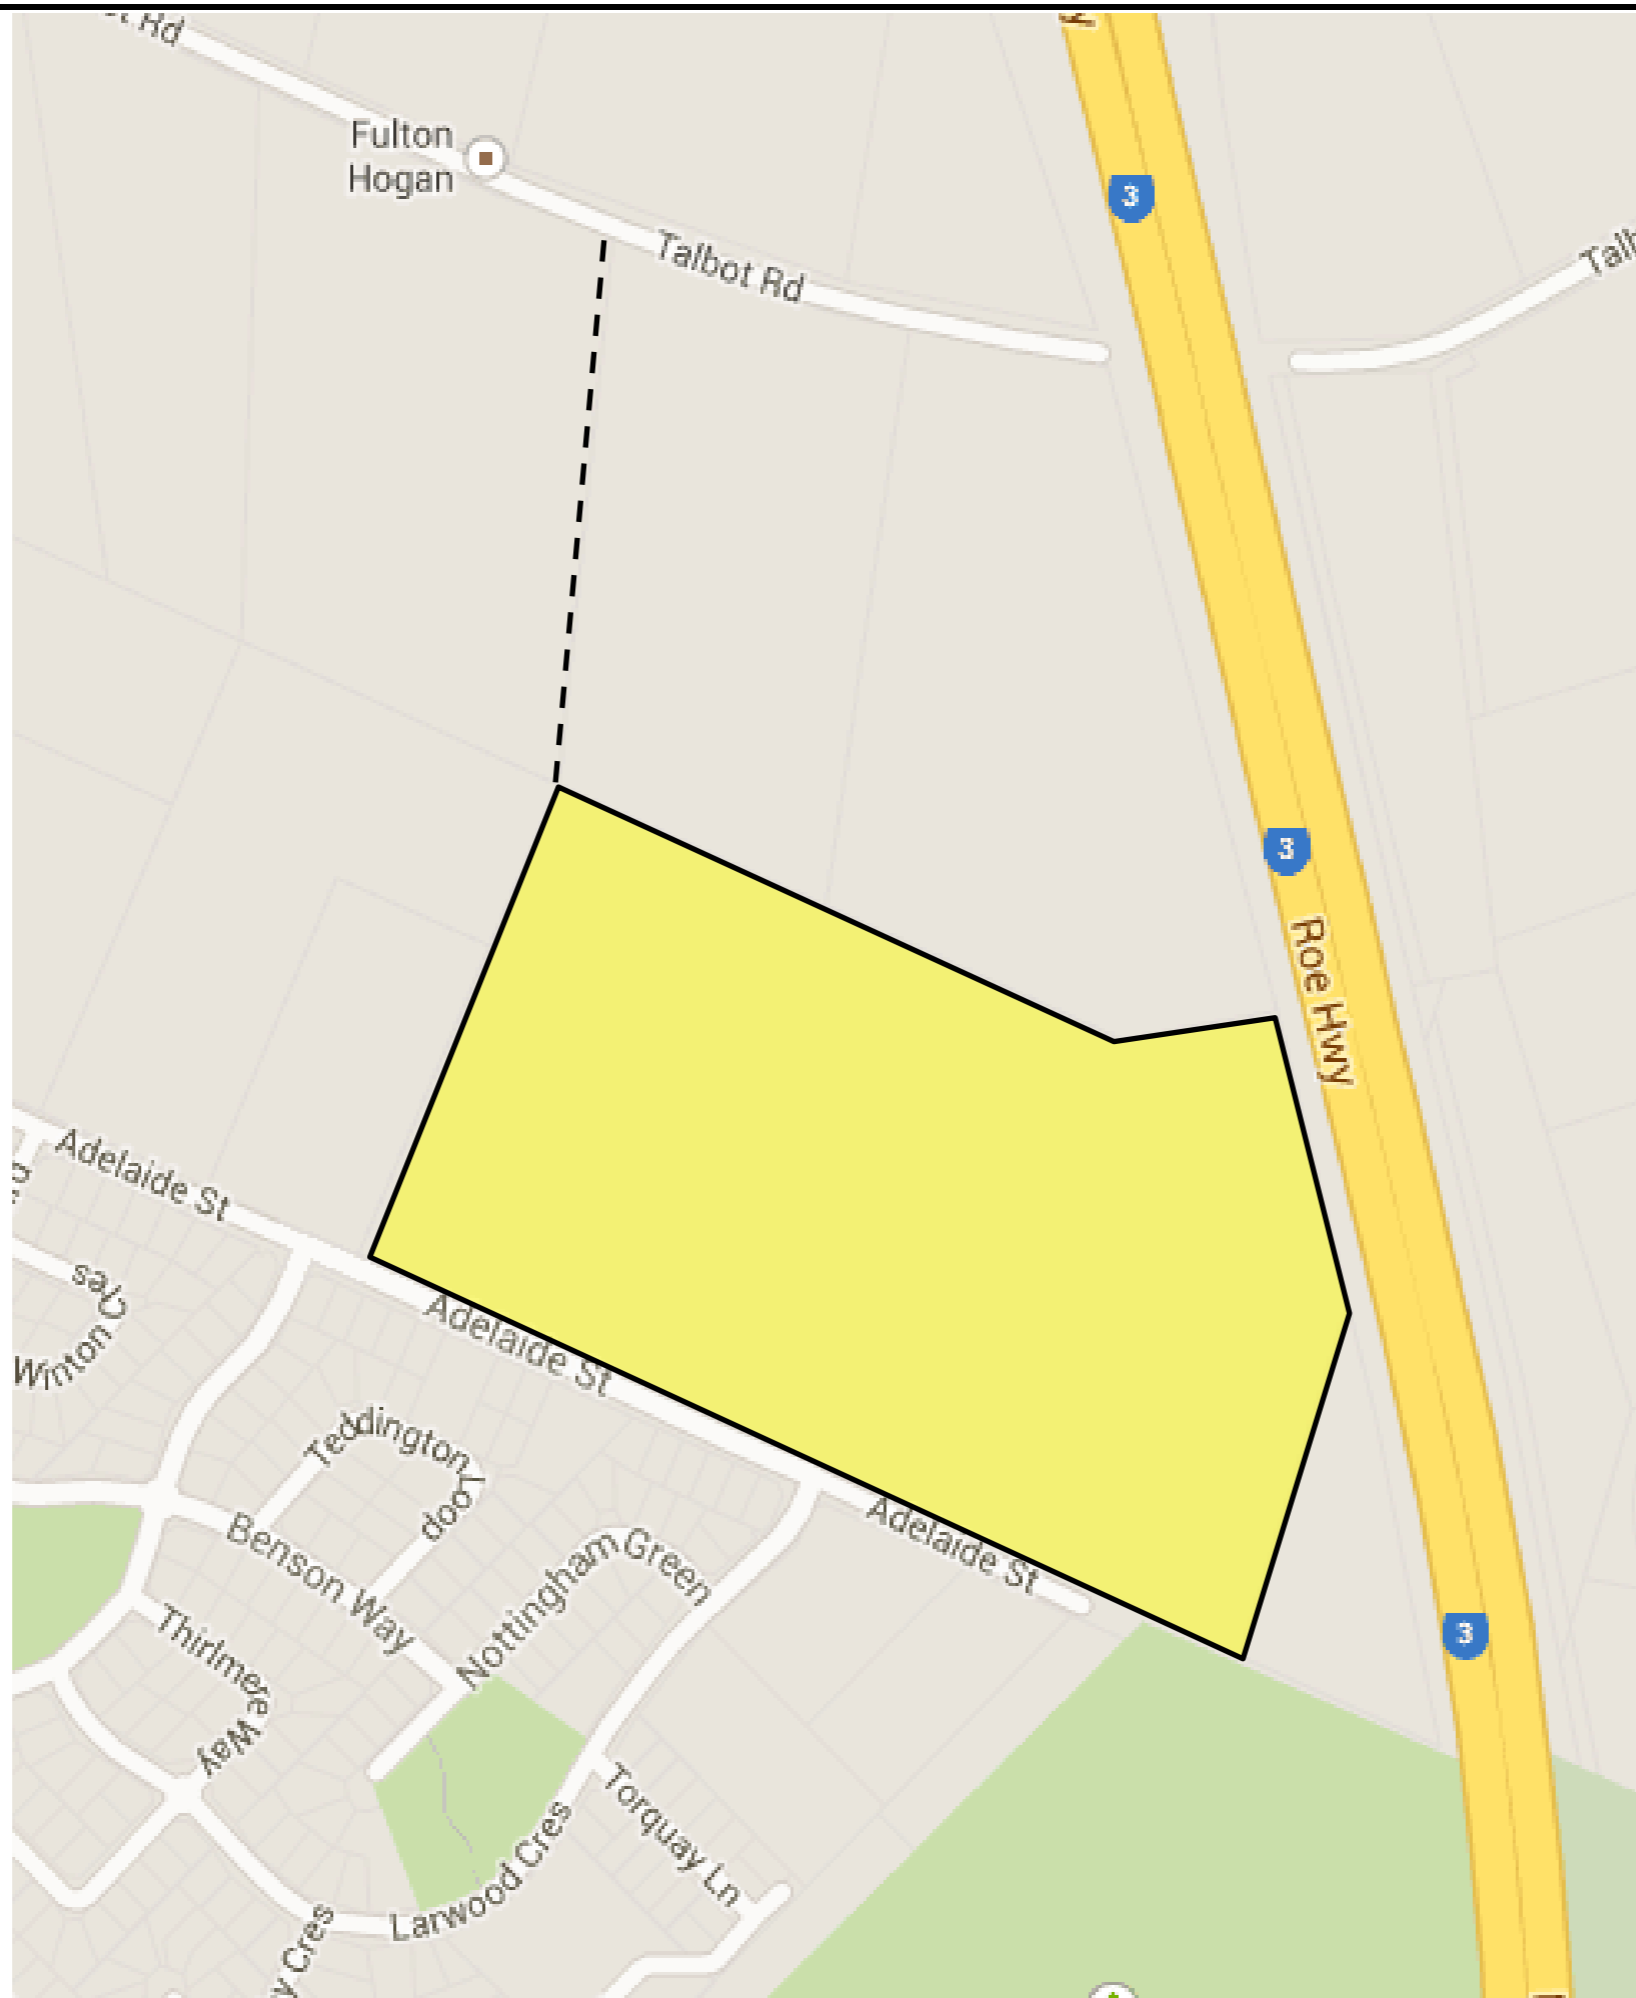 Rd
Fulton
Hogan
3
Talbot Rd
3
Roe Hwy
Adelaide St
Winton Cres
Adelaide St
Teddington Loop
Benson Way
Nottingham Green
Adelaide St
3
Thirlmere Way
Torquay Ln
Larwood Cres
Cres